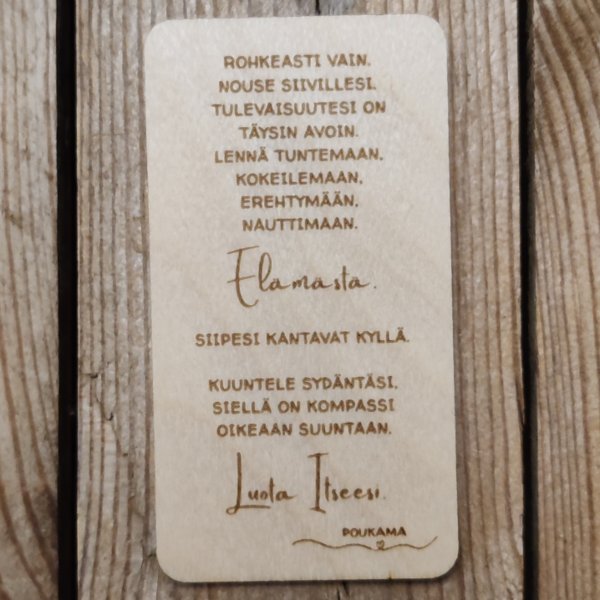 ROHKEASTI VAIN.
NOUSE SIIVILLESI.
TULEVAISUUTESI ON
TÄYSIN AVOIN.
LENNÄ TUNTEMAAN,
KOKEILEMAAN,
EREHTYMÄÄN,
NAUTTIMAAN.
Elämästä.
SIIPESI KANTAVAT KYLLÄ.
KUUNTELE SYDÄNTÄSI,
SIELLÄ ON KOMPASSI
OIKEAAN SUUNTAAN.
Luota Itseesi.
POUKAMA